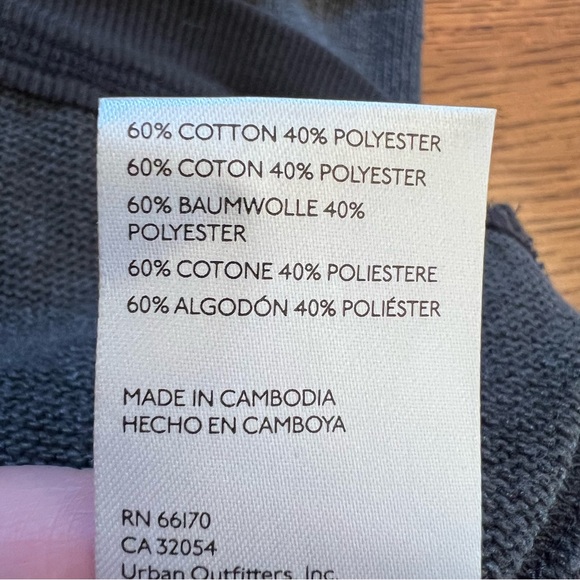 60% COTTON 40% POLYESTER
60% COTON 40% POLYESTER
60% BAUMWOLLE 40%
POLYESTER
60% COTONE 40% POLIESTERE
60% ALGODÓN 40% POLIÉSTER
MADE IN CAMBODIA
HECHO EN CAMBOYA
RN 66170
CA 32054
Urban Outfitters, Inc.